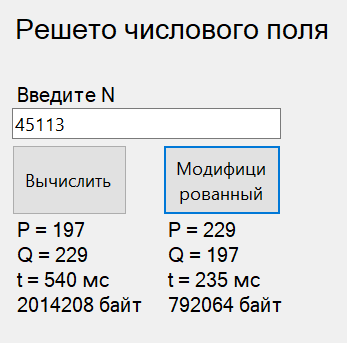 Решето числового поля
Введите N
45113
Вычислить
Модифици
рованный
P = 197
Q = 229
t = 540 мс
2014208 байт
P = 229
Q = 197
t = 235 мс
792064 байт